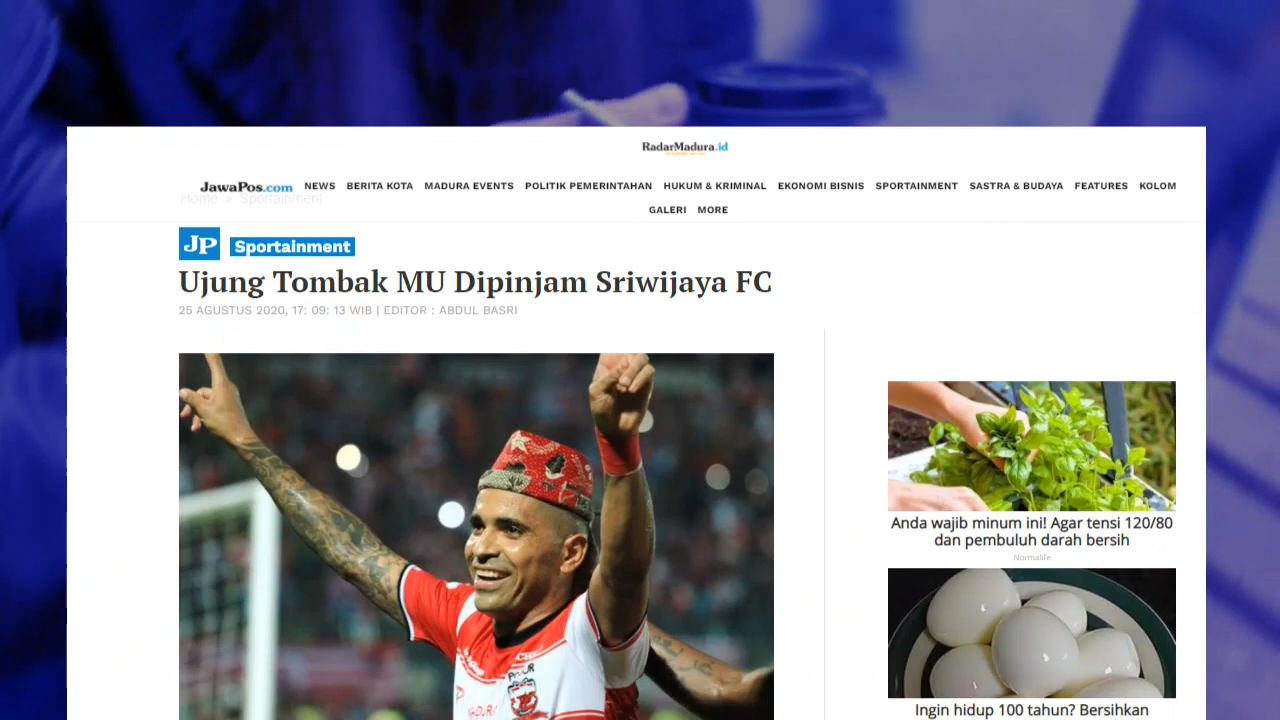 RadarMadura.id
JawaPos.com NEWS BERITA KOTA MADURA EVENTS POLITIK PEMERINTAHAN HUKUM & KRIMINAL EKONOMI BISNIS SPORTAINMENT SASTRA & BUDAYA FEATURES KOLOM
Home > Sportainment
GALERI MORE
JP Sportainment
Ujung Tombak MU Dipinjam Sriwijaya FC
25 AGUSTUS 2020, 17: 09: 13 WIB | EDITOR : ABDUL BASRI
Anda wajib minum ini! Agar tensi 120/80
dan pembuluh darah bersih
Normalife
Ingin hidup 100 tahun? Bersihkan